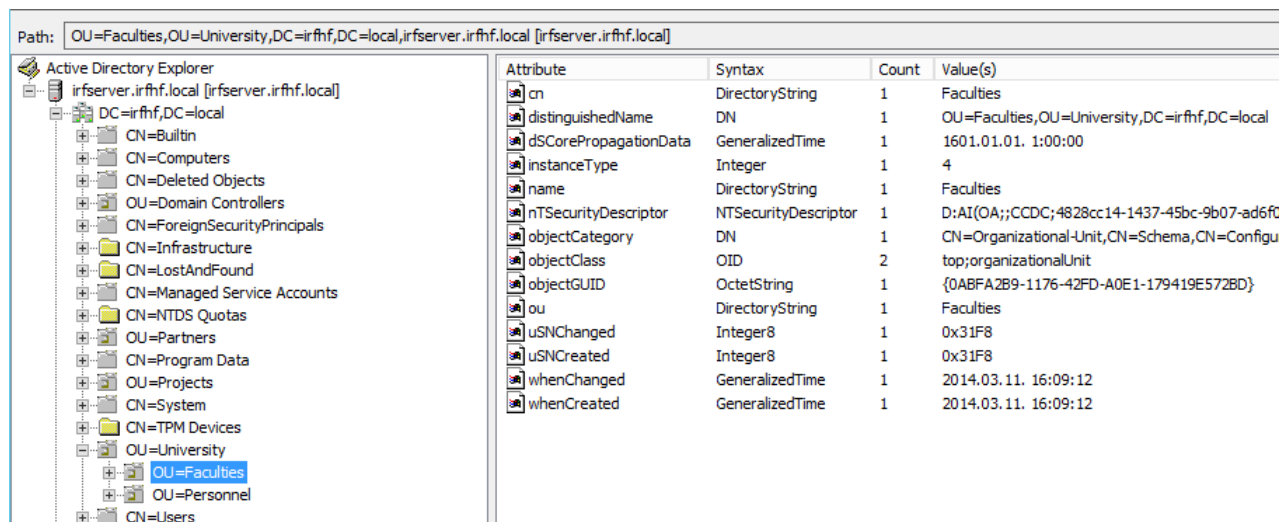 Path: OU=Faculties,OU=University,DC=irfhf,DC=local,irfserver.irfhf.local [irfserver.irfhf.local]
Active Directory Explorer
irfserver.irfhf.local [irfserver.irfhf.local]
DC=irfhf,DC=local
CN=Builtin
CN=Computers
CN=Deleted Objects
OU=Domain Controllers
CN=ForeignSecurityPrincipals
CN=Infrastructure
CN=LostAndFound
CN=Managed Service Accounts
CN=NTDS Quotas
OU=Partners
CN=Program Data
OU=Projects
CN=System
CN=TPM Devices
OU=University
OU=Faculties
OU=Personnel
CN=Users
Attribute Syntax Count Value(s)
cn DirectoryString 1 Faculties
distinguishedName DN 1 OU=Faculties,OU=University,DC=irfhf,DC=local
dSCorePropagationData GeneralizedTime 1 1601.01.01. 1:00:00
instanceType Integer 1 4
name DirectoryString 1 Faculties
nTSecurityDescriptor NTSecurityDescriptor 1 D:AI(OA;;CCDC;4828cc14-1437-45bc-9b07-ad6f0
objectCategory DN 1 CN=Organizational-Unit,CN=Schema,CN=Configu
objectClass OID 2 top;organizationalUnit
objectGUID OctetString 1 {0ABFA2B9-1176-42FD-A0E1-179419E572BD}
ou DirectoryString 1 Faculties
uSNChanged Integer8 1 0x31F8
uSNCreated Integer8 1 0x31F8
whenChanged GeneralizedTime 1 2014.03.11. 16:09:12
whenCreated GeneralizedTime 1 2014.03.11. 16:09:12